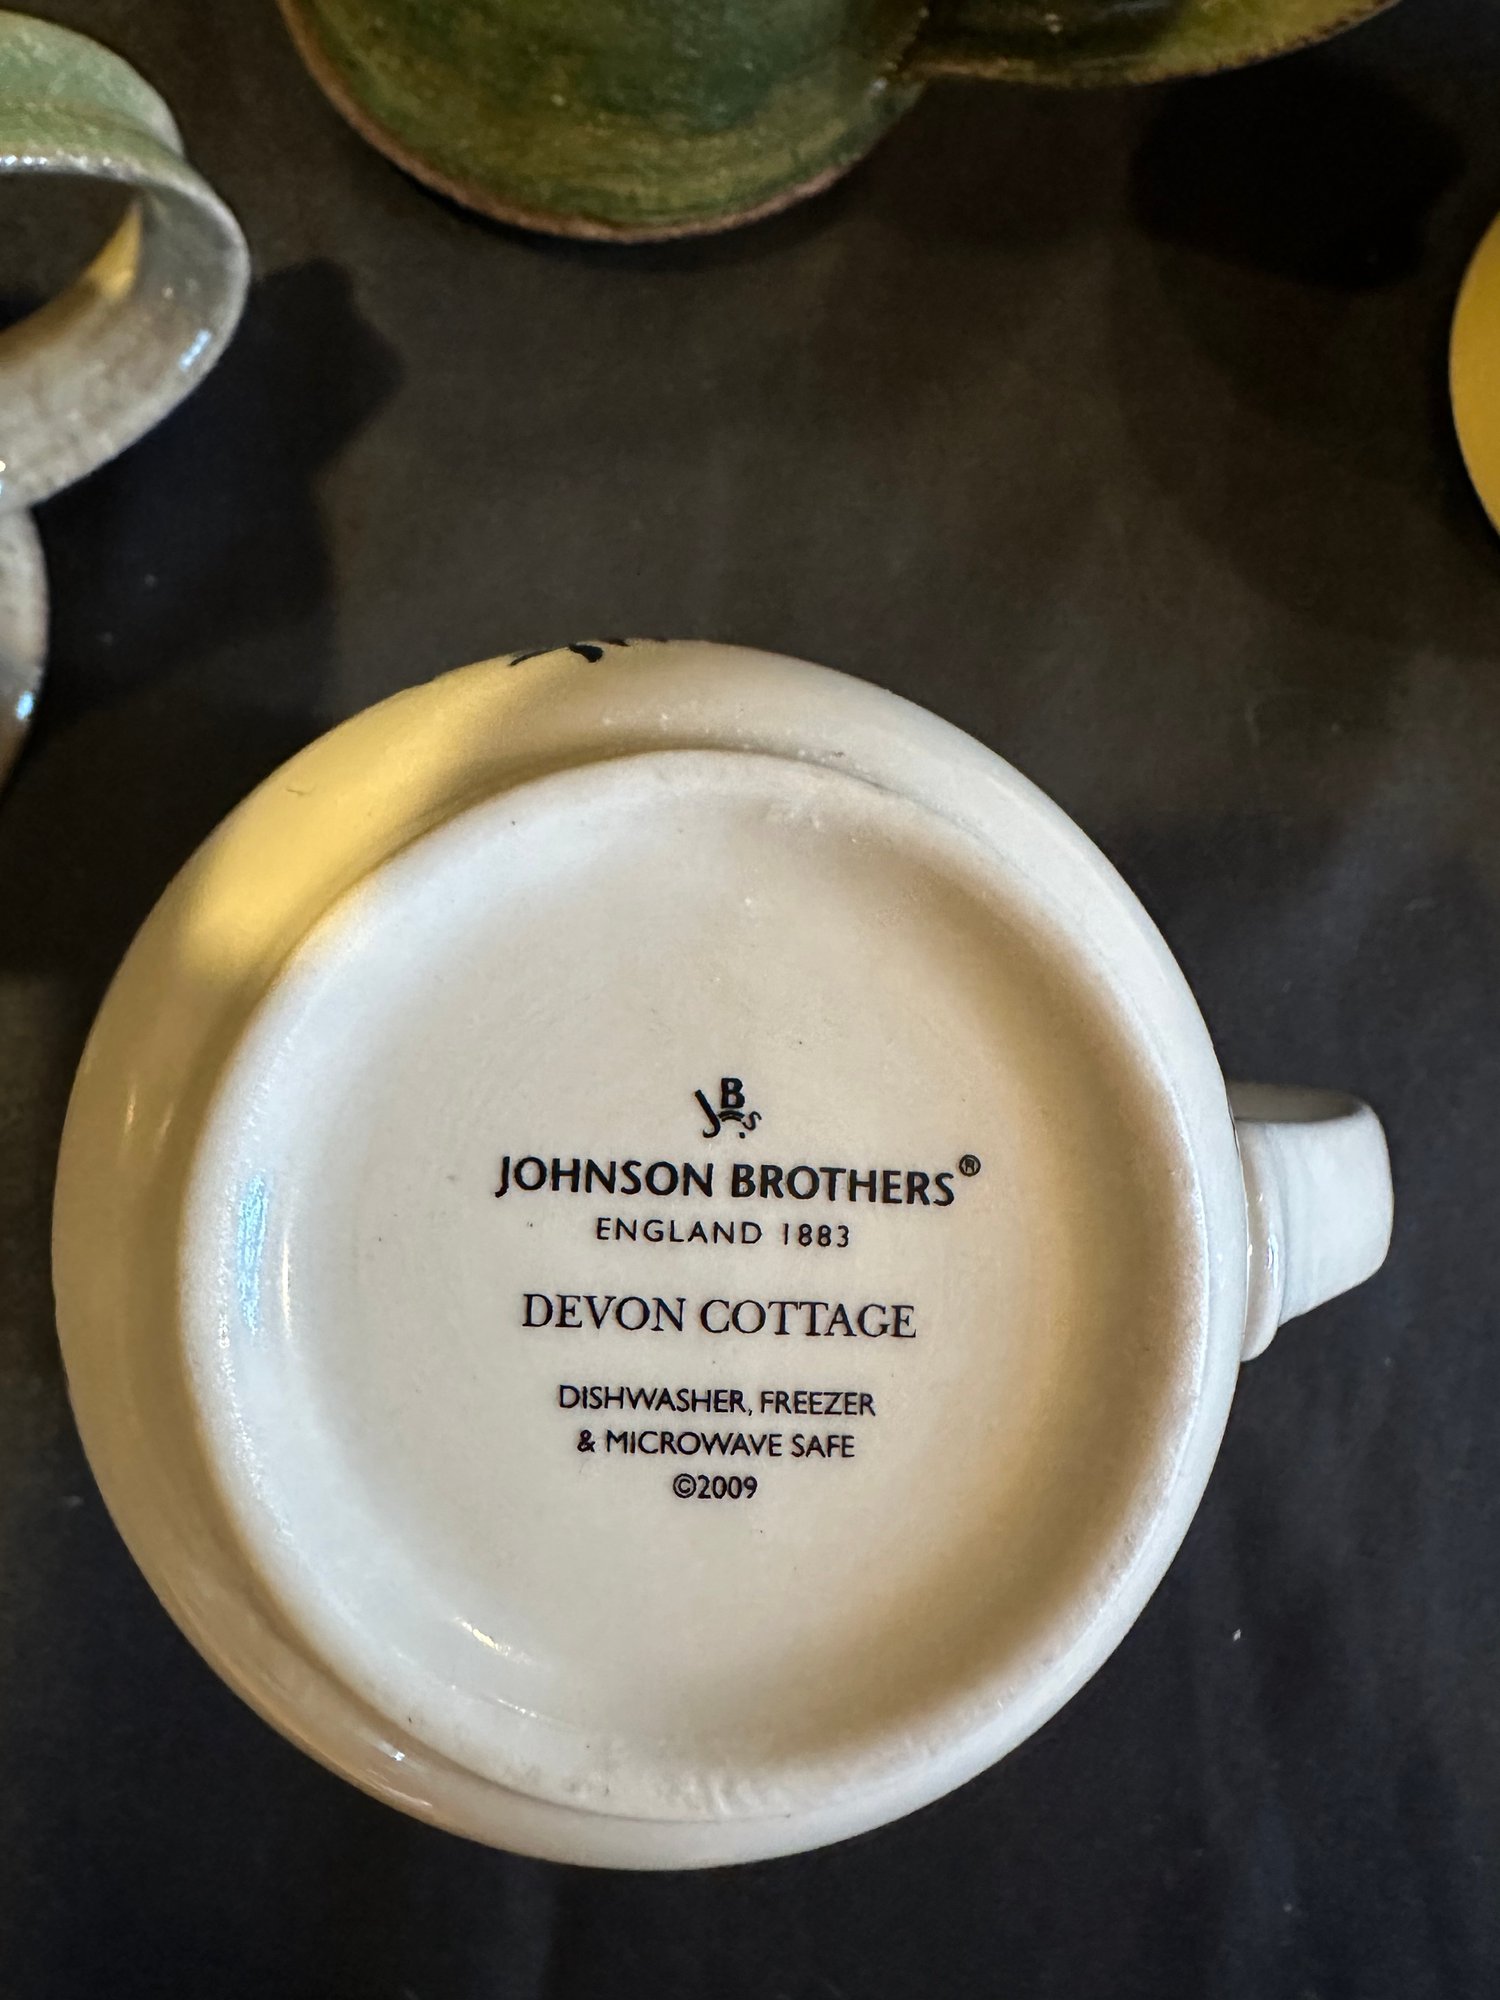 JBS
JOHNSON BROTHERS®
ENGLAND 1883
DEVON COTTAGE
DISHWASHER, FREEZER
& MICROWAVE SAFE
©2009